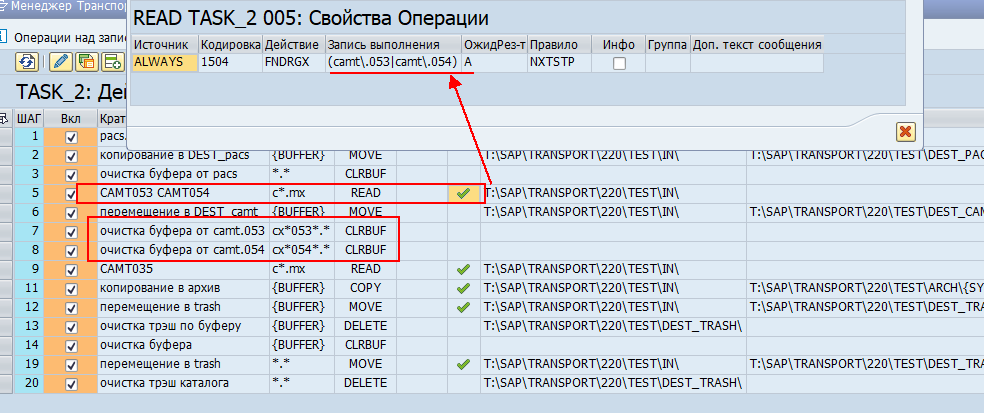 Менеджер Транспор
Операции над запис
READ TASK_2 005: Свойства Операции
Источник Кодировка Действие Запись выполнения ОжидРез-т Правило Инфо Группа Доп. текст сообщения
ALWAYS 1504 FNDRGX (camt\.053|camt\.054) A NXTSTP
TASK_2: Де
ШАГ Вкл Крат
1 pacs.
2 копирование в DEST_pacs {BUFFER} MOVE T:\SAP\TRANSPORT\220\TEST\IN\ T:\SAP\TRANSPORT\220\TEST\DEST_PAC
3 очистка буфера от pacs *.* CLRBUF
5 CAMT053 CAMT054 c*.mx READ T:\SAP\TRANSPORT\220\TEST\IN\
6 перемещение в DEST_camt {BUFFER} MOVE T:\SAP\TRANSPORT\220\TEST\IN\ T:\SAP\TRANSPORT\220\TEST\DEST_CAM
7 очистка буфера от camt.053 cx*053*.* CLRBUF
8 очистка буфера от camt.054 cx*054*.* CLRBUF
9 CAMT035 c*.mx READ T:\SAP\TRANSPORT\220\TEST\IN\
11 копирование в архив {BUFFER} COPY T:\SAP\TRANSPORT\220\TEST\IN\ T:\SAP\TRANSPORT\220\TEST\ARCH\{SY
12 перемещение в trash {BUFFER} MOVE T:\SAP\TRANSPORT\220\TEST\IN\ T:\SAP\TRANSPORT\220\TEST\DEST_TRA
13 очистка трэш по буферу {BUFFER} DELETE T:\SAP\TRANSPORT\220\TEST\DEST_TRASH\
14 очистка буфера {BUFFER} CLRBUF
19 перемещение в trash *.* MOVE T:\SAP\TRANSPORT\220\TEST\IN\ T:\SAP\TRANSPORT\220\TEST\DEST_TRA
20 очистка трэш каталога *.* DELETE T:\SAP\TRANSPORT\220\TEST\DEST_TRASH\